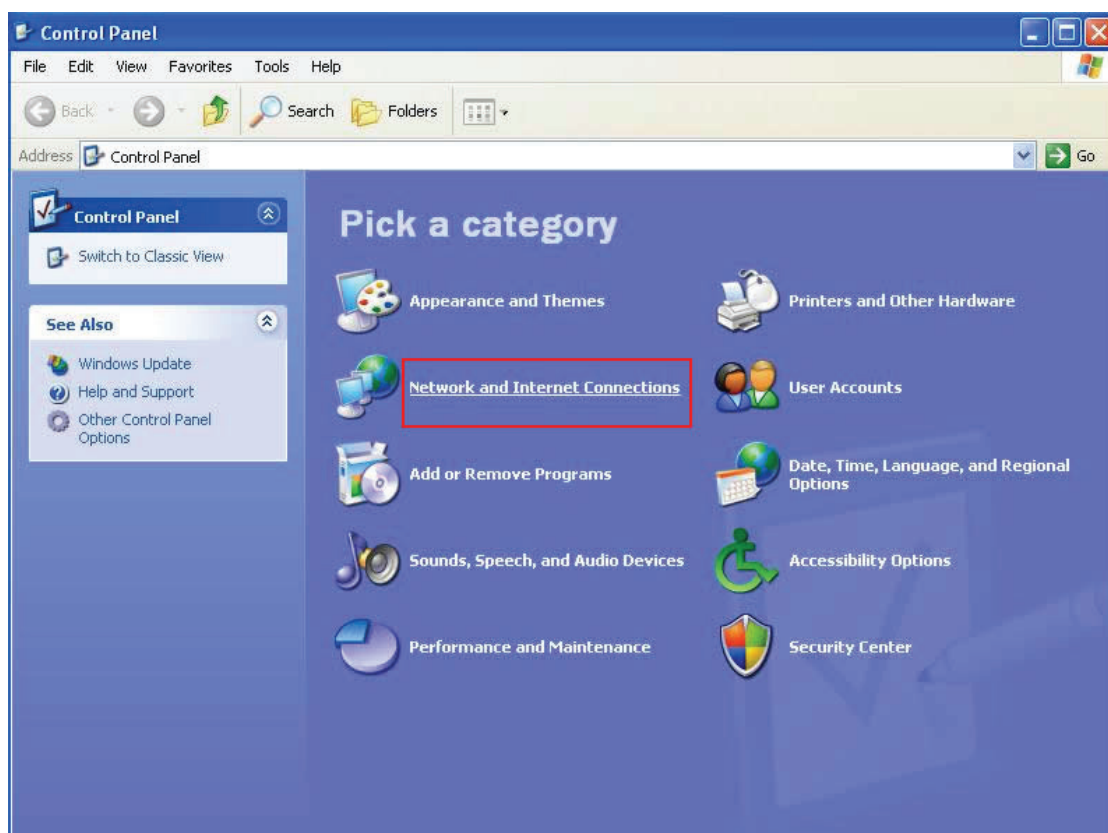 Control Panel
File Edit View Favorites Tools Help
Back Search Folders
Address Control Panel Go
Control Panel
Switch to Classic View
See Also
Windows Update
Help and Support
Other Control Panel
Options
Pick a category
Appearance and Themes
Printers and Other Hardware
Network and Internet Connections
User Accounts
Add or Remove Programs
Date, Time, Language, and Regional
Options
Sounds, Speech, and Audio Devices
Accessibility Options
Performance and Maintenance
Security Center